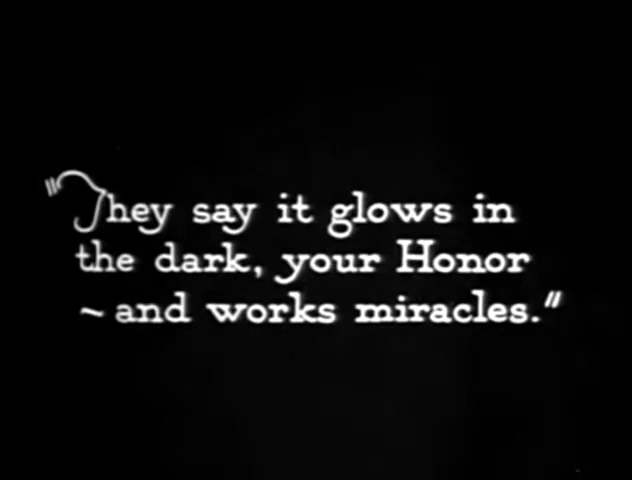 "They say it glows in
the dark, your Honor
~ and works miracles."